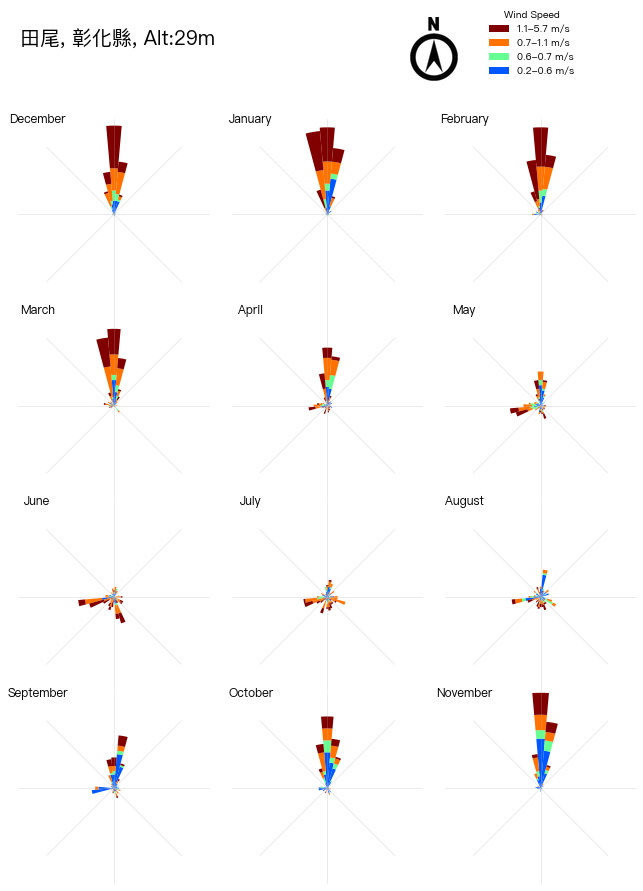 田尾, 彰化縣, Alt:29m
N
Wind Speed
1.1–5.7 m/s
0.7–1.1 m/s
0.6–0.7 m/s
0.2–0.6 m/s
December
January
February
March
April
May
June
July
August
September
October
November